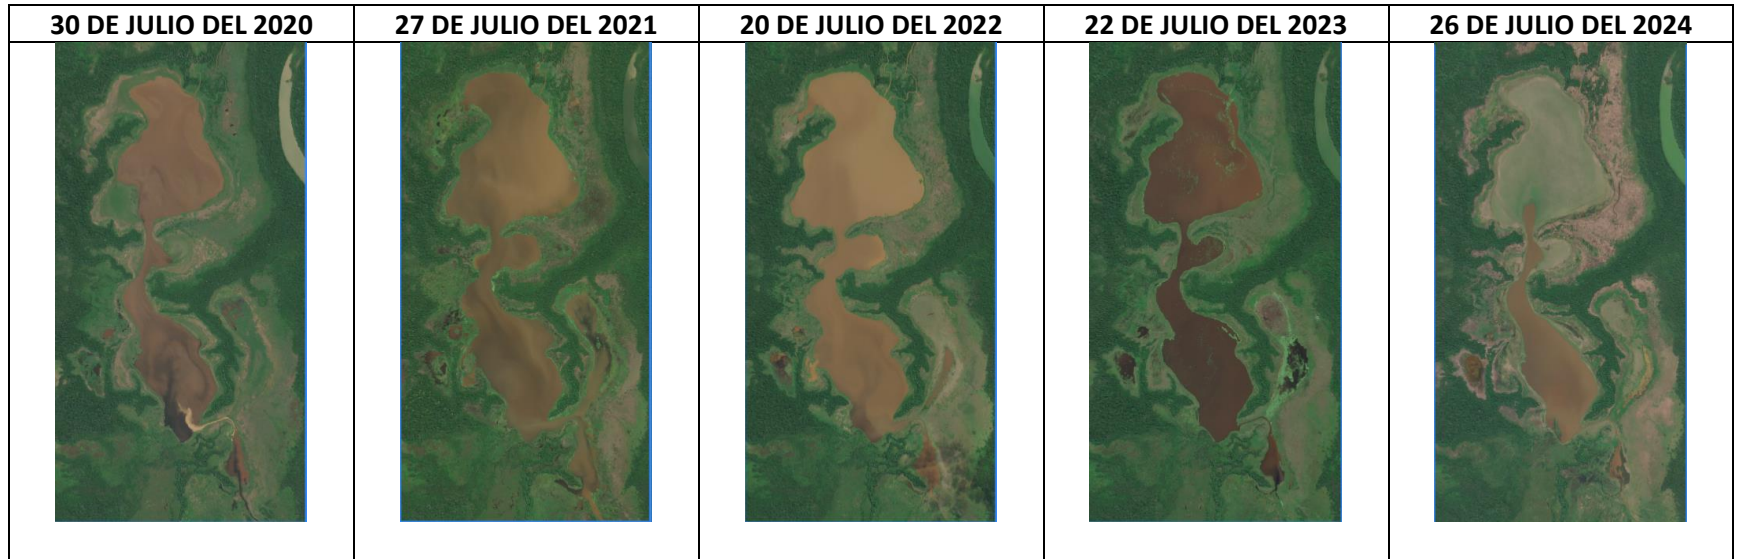 30 DE JULIO DEL 2020
27 DE JULIO DEL 2021
20 DE JULIO DEL 2022
22 DE JULIO DEL 2023
26 DE JULIO DEL 2024